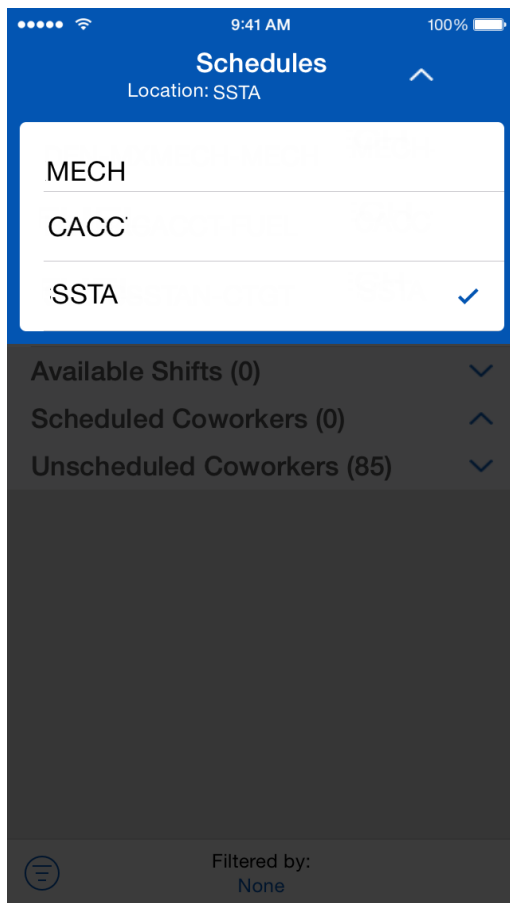 9:41 AM 100%
Schedules
Location: SSTA
MECH
CACC
SSTA
Available Shifts (0)
Scheduled Coworkers (0)
Unscheduled Coworkers (85)
Filtered by:
None